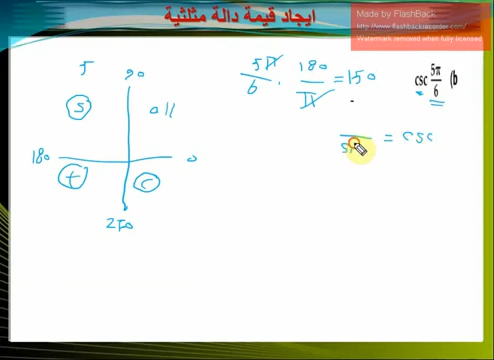 ايجاد قيمة دالة مثلثية
Made by FlashBack
https://www.flashbackrecorder.com/
Watermark removed when fully licensed
csc 5π/6 (b
5π/6 · 180/π = 150
= csc
S
90
all
180
0
t
c
270